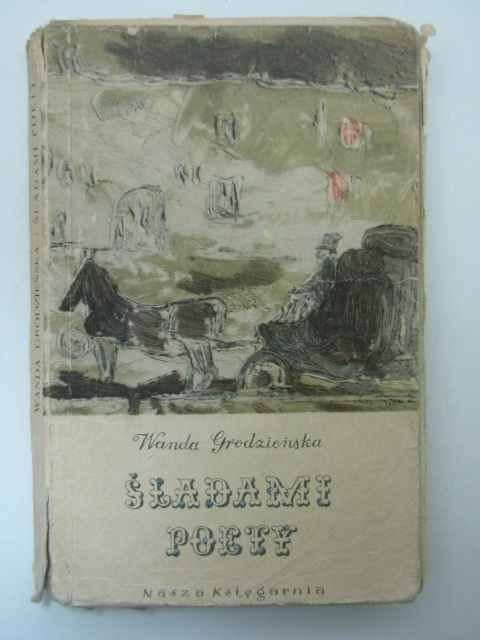 WANDA GRODZIEŃSKA ŚLADAMI POETY
Wanda Grodzieńska
ŚLADAMI
POETY
Nasza Księgarnia